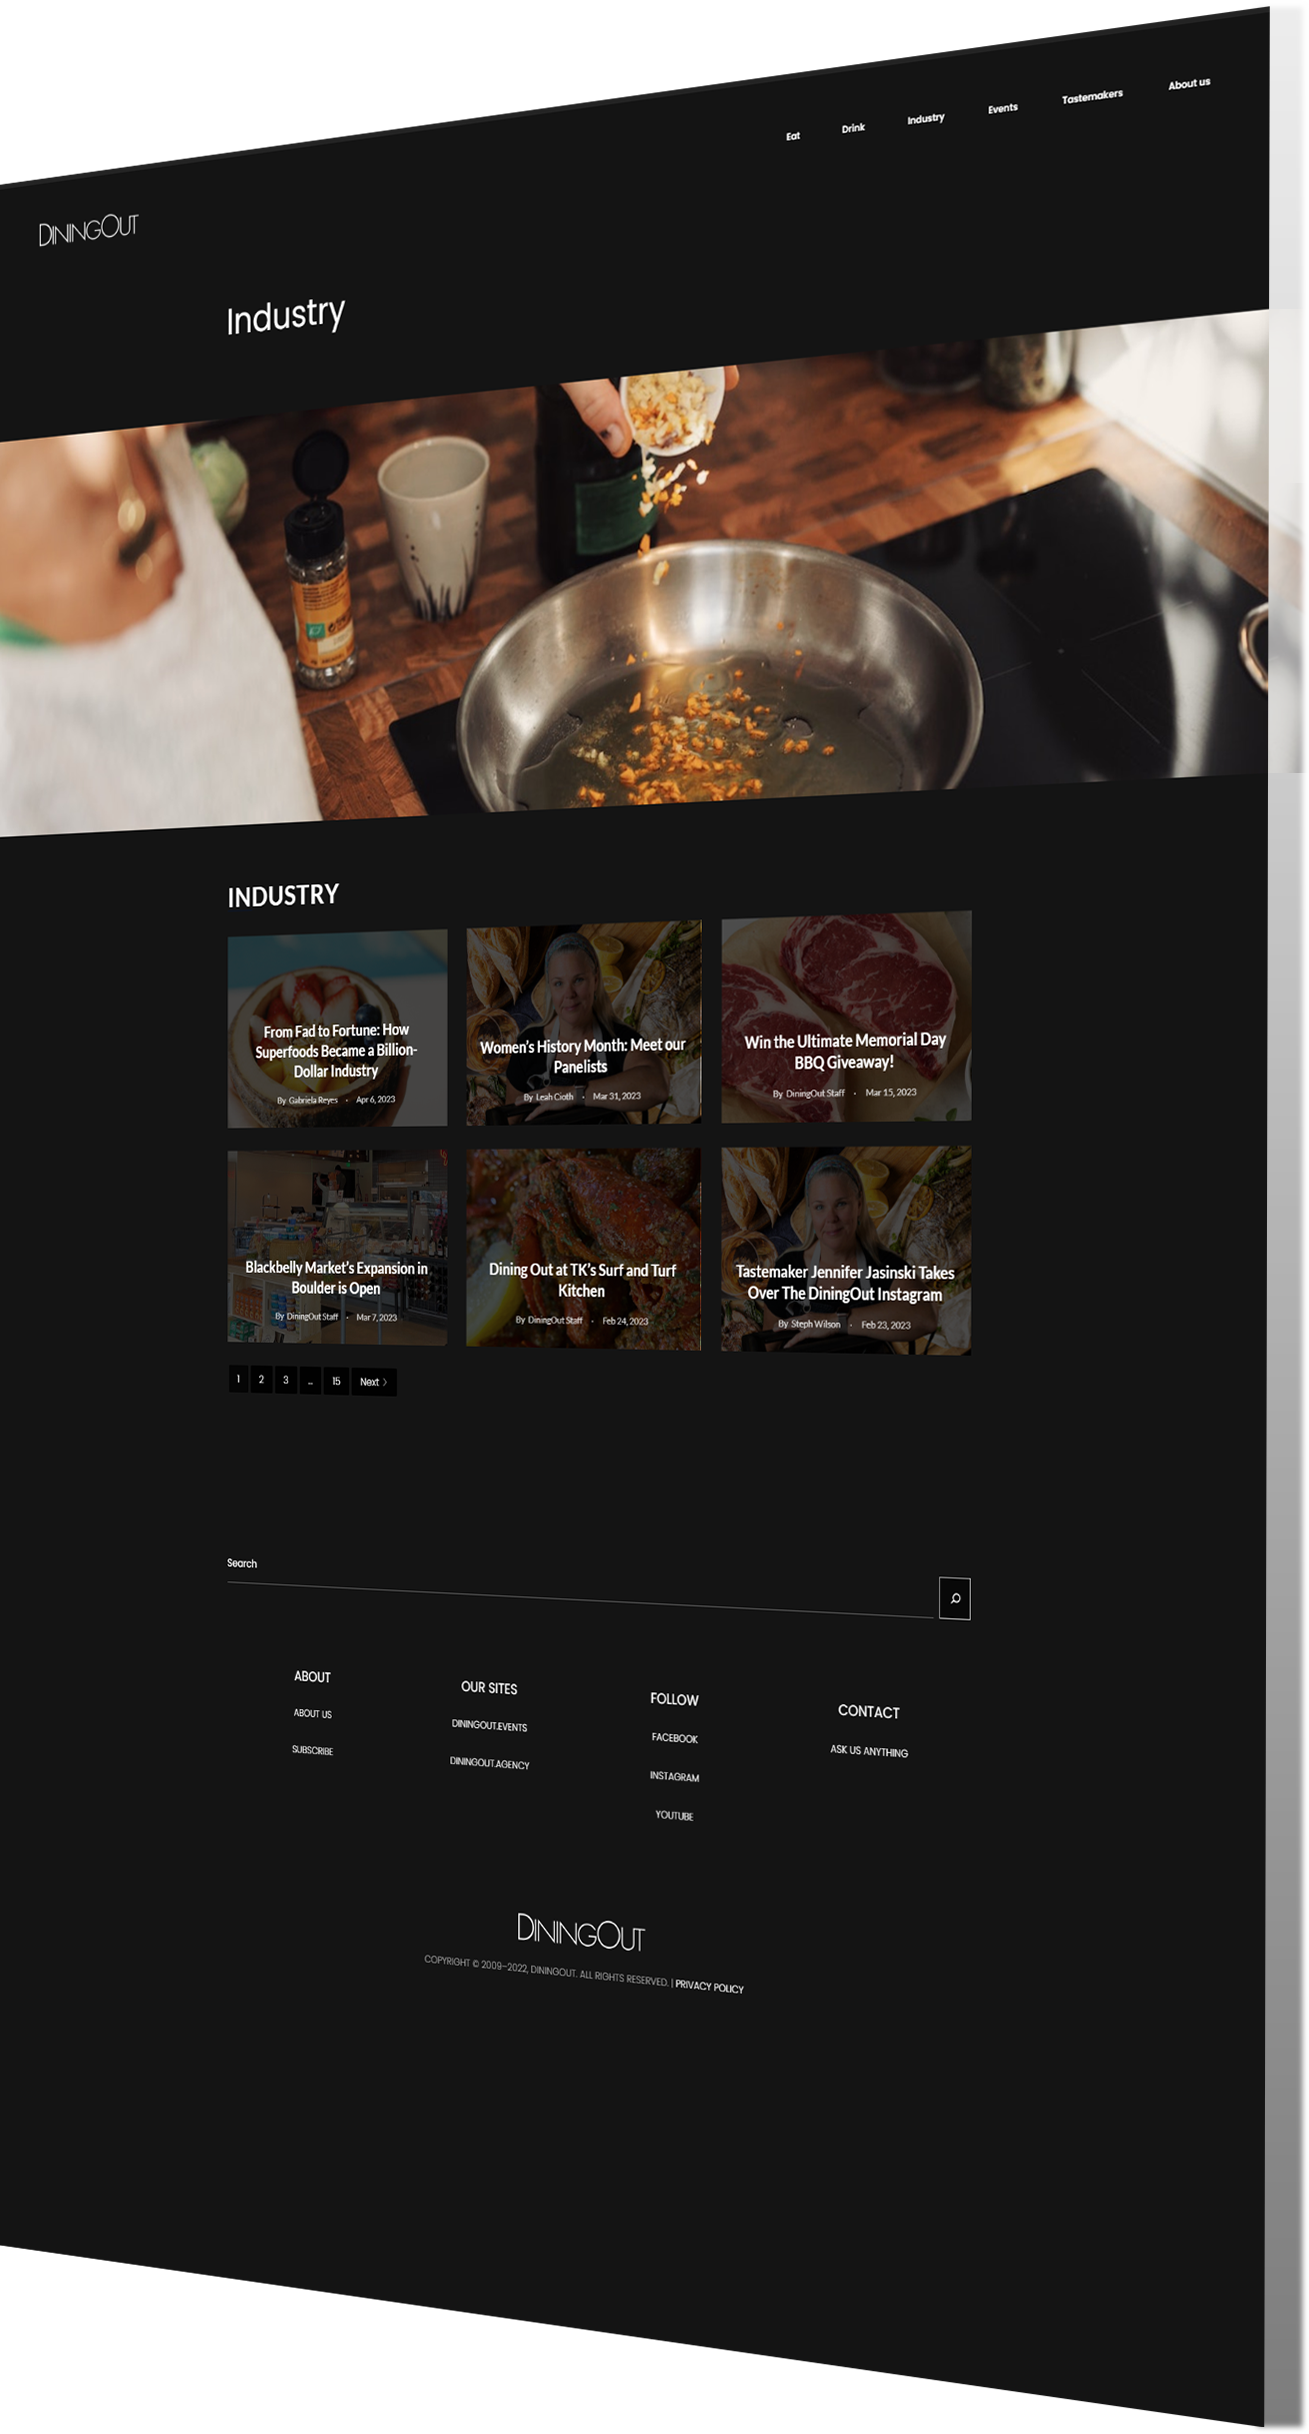 Eat
Drink
Industry
Events
Tastemakers
About us
DININGOUT
Industry
INDUSTRY
From Fad to Fortune: How
Superfoods Became a Billion-
Dollar Industry
By Gabriela Reyes · Apr 6, 2023
Women's History Month: Meet our
Panelists
By Leah Cioth · Mar 31, 2023
Win the Ultimate Memorial Day
BBQ Giveaway!
By DiningOut Staff · Mar 15, 2023
Blackbelly Market's Expansion in
Boulder is Open
By DiningOut Staff · Mar 7, 2023
Dining Out at TK's Surf and Turf
Kitchen
By DiningOut Staff · Feb 24, 2023
Tastemaker Jennifer Jasinski Takes
Over The DiningOut Instagram
By Steph Wilson · Feb 23, 2023
1 2 3 ... 15 Next 〉
Search
ABOUT
ABOUT US
SUBSCRIBE
OUR SITES
DININGOUT.EVENTS
DININGOUT.AGENCY
FOLLOW
FACEBOOK
INSTAGRAM
YOUTUBE
CONTACT
ASK US ANYTHING
DININGOUT
COPYRIGHT © 2009–2022, DININGOUT. ALL RIGHTS RESERVED. | PRIVACY POLICY